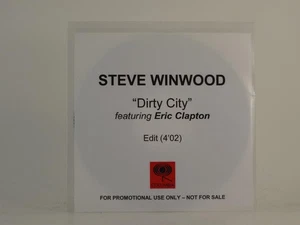 STEVE WINWOOD
"Dirty City"
featuring Eric Clapton
Edit (4'02)
FOR PROMOTIONAL USE ONLY – NOT FOR SALE